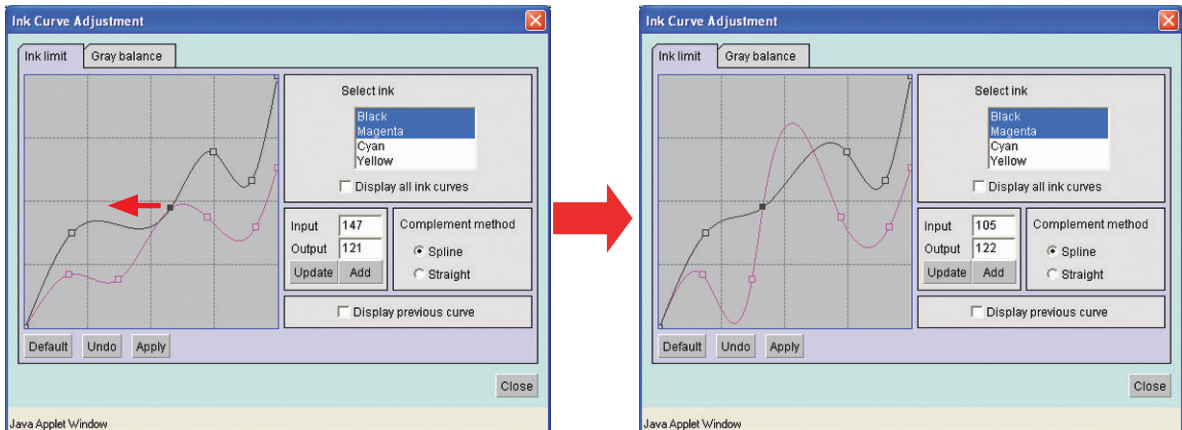 Ink Curve Adjustment
Ink limit Gray balance
Select ink
Black
Magenta
Cyan
Yellow
Display all ink curves
Input 147
Output 121
Update Add
Complement method
Spline
Straight
Display previous curve
Default Undo Apply
Close
Java Applet Window
Ink Curve Adjustment
Ink limit Gray balance
Select ink
Black
Magenta
Cyan
Yellow
Display all ink curves
Input 105
Output 122
Update Add
Complement method
Spline
Straight
Display previous curve
Default Undo Apply
Close
Java Applet Window